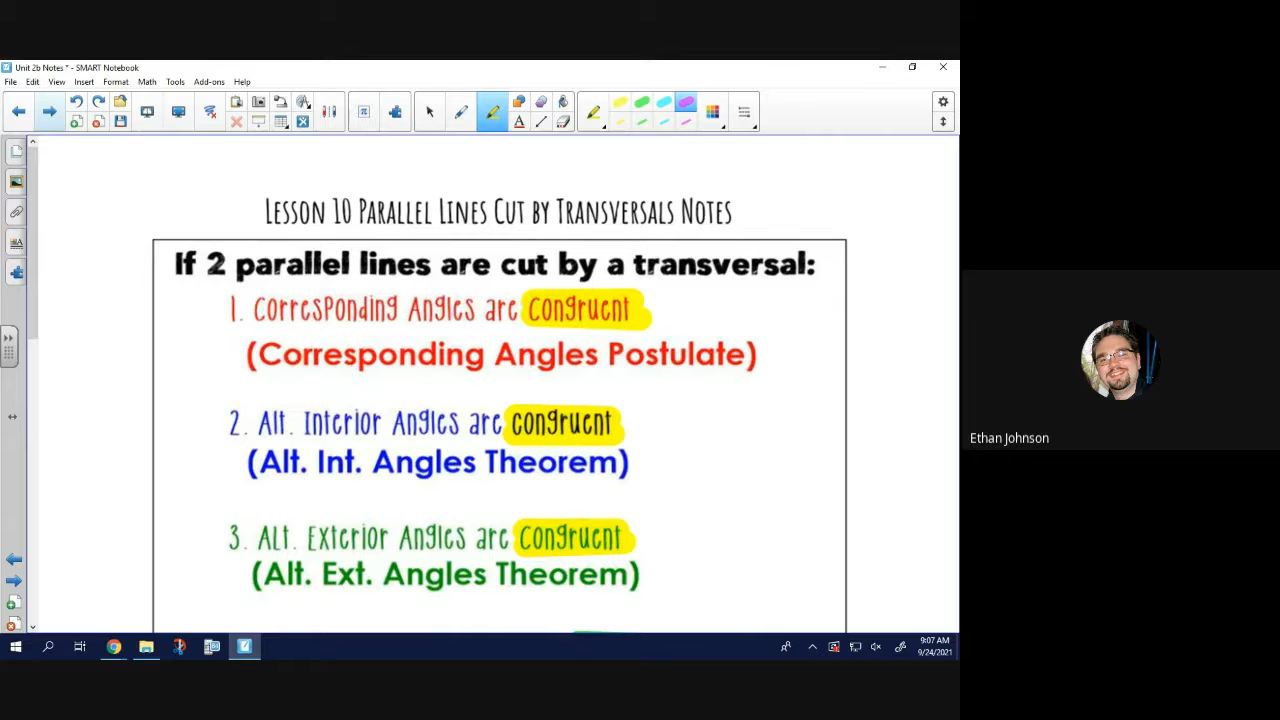 Unit 2b Notes * - SMART Notebook
File Edit View Insert Format Math Tools Add-ons Help
Lesson 10 Parallel Lines Cut by Transversals Notes
If 2 parallel lines are cut by a transversal:
1. Corresponding Angles are congruent
(Corresponding Angles Postulate)
2. Alt. Interior Angles are congruent
(Alt. Int. Angles Theorem)
3. Alt. Exterior Angles are congruent
(Alt. Ext. Angles Theorem)
Ethan Johnson
9:07 AM
9/24/2021